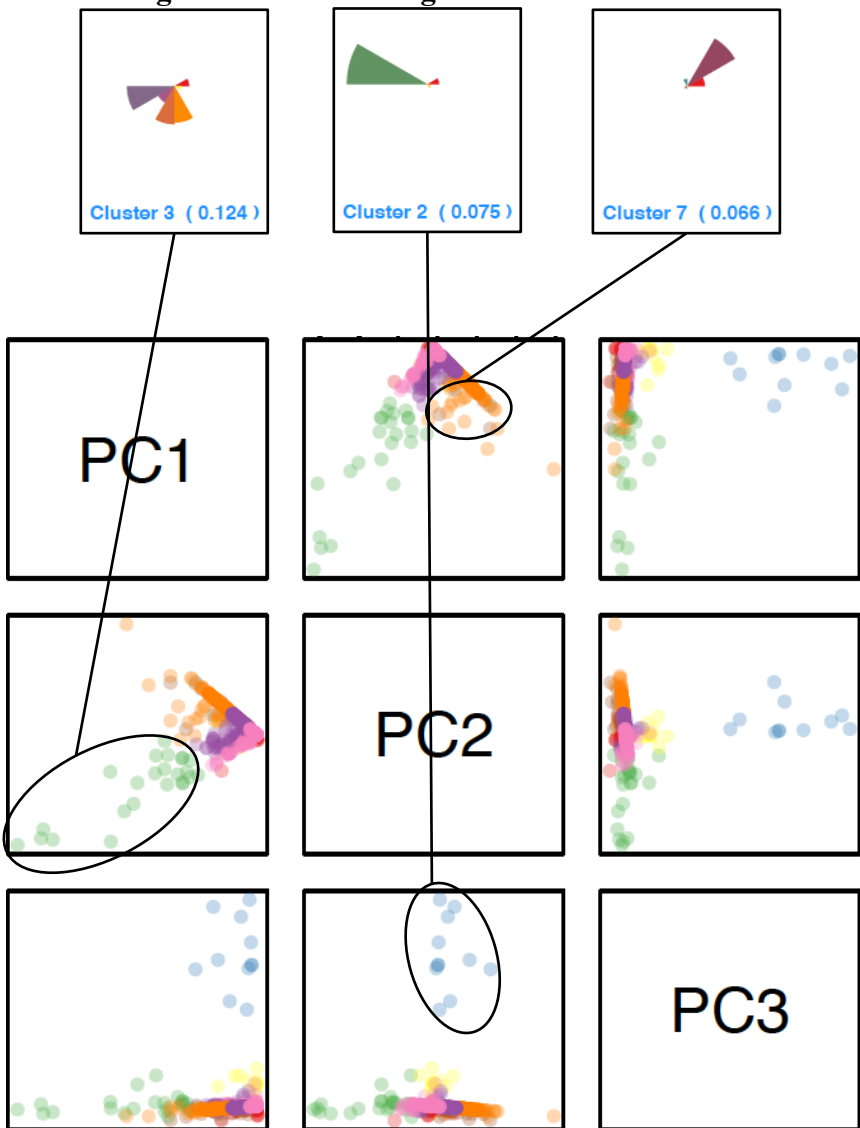 Cluster 3 ( 0.124 )
Cluster 2 ( 0.075 )
Cluster 7 ( 0.066 )
PC1
PC2
PC3